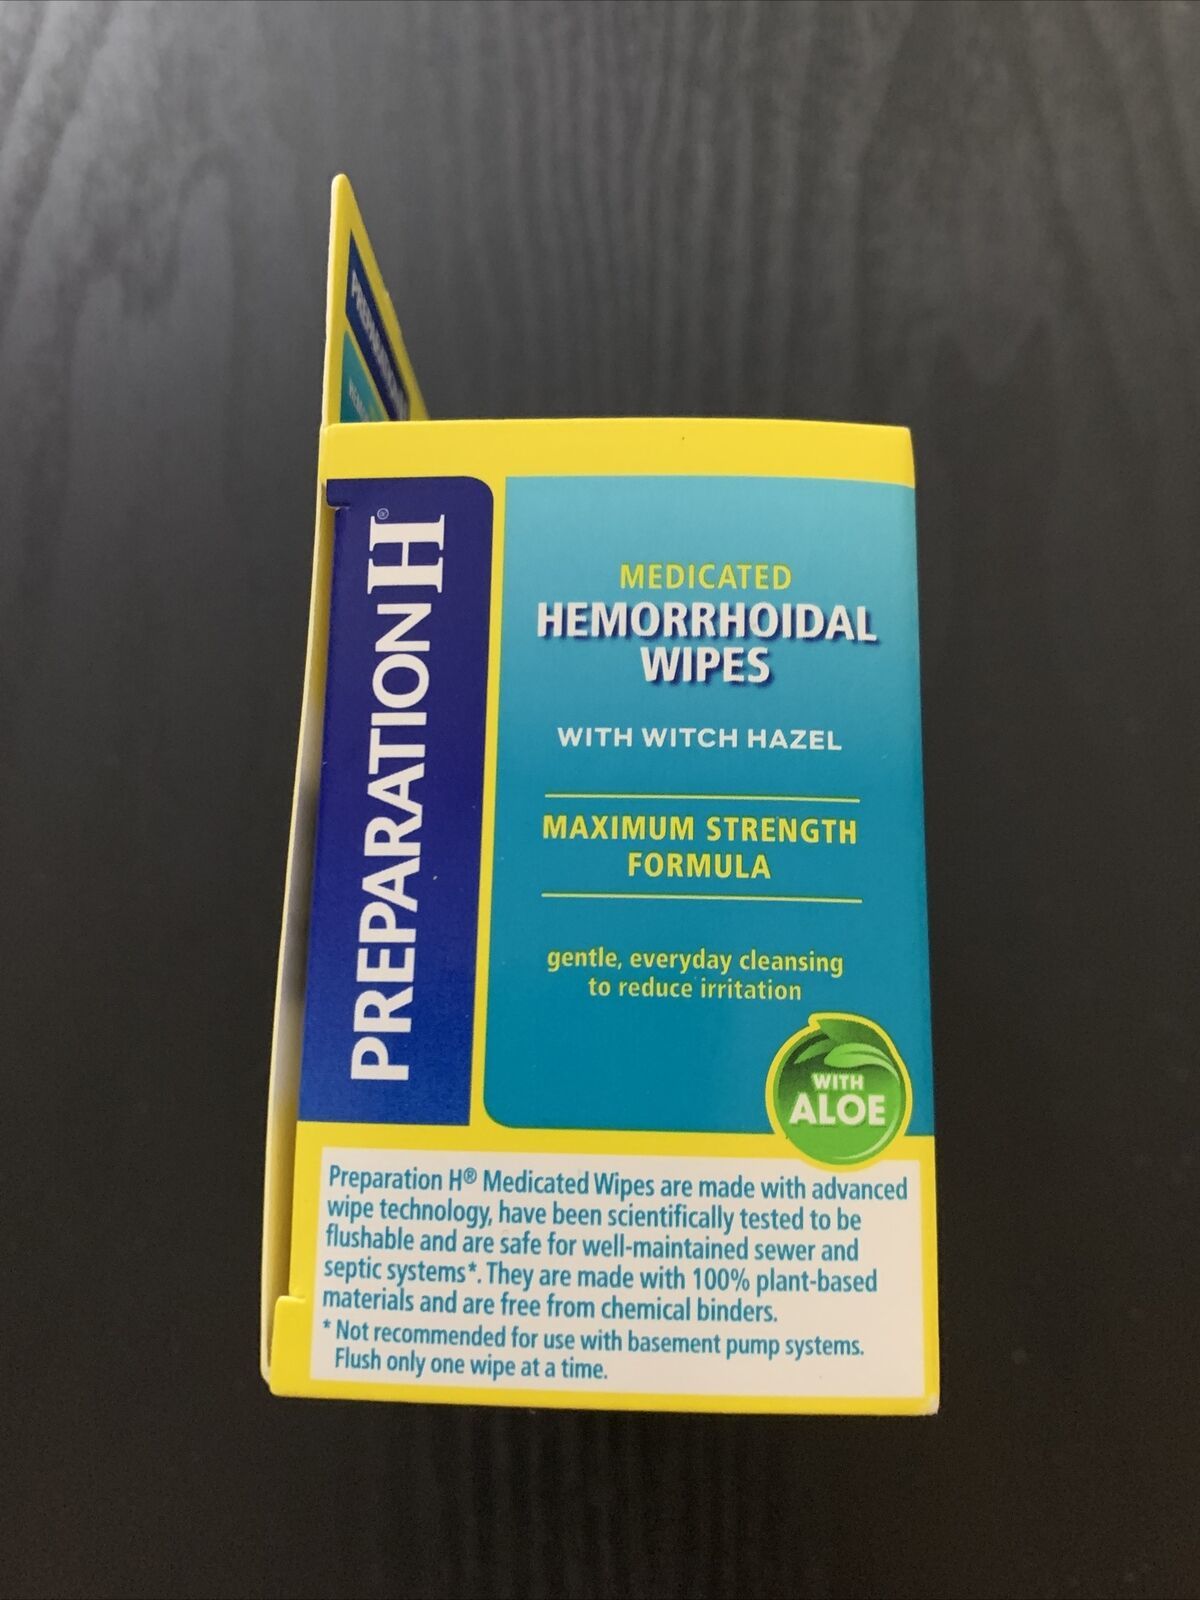 PREPARATION H®
MEDICATED
HEMORRHOIDAL
WIPES
WITH WITCH HAZEL
MAXIMUM STRENGTH
FORMULA
gentle, everyday cleansing
to reduce irritation
WITH
ALOE
Preparation H® Medicated Wipes are made with advanced
wipe technology, have been scientifically tested to be
flushable and are safe for well-maintained sewer and
septic systems*. They are made with 100% plant-based
materials and are free from chemical binders.
* Not recommended for use with basement pump systems.
Flush only one wipe at a time.